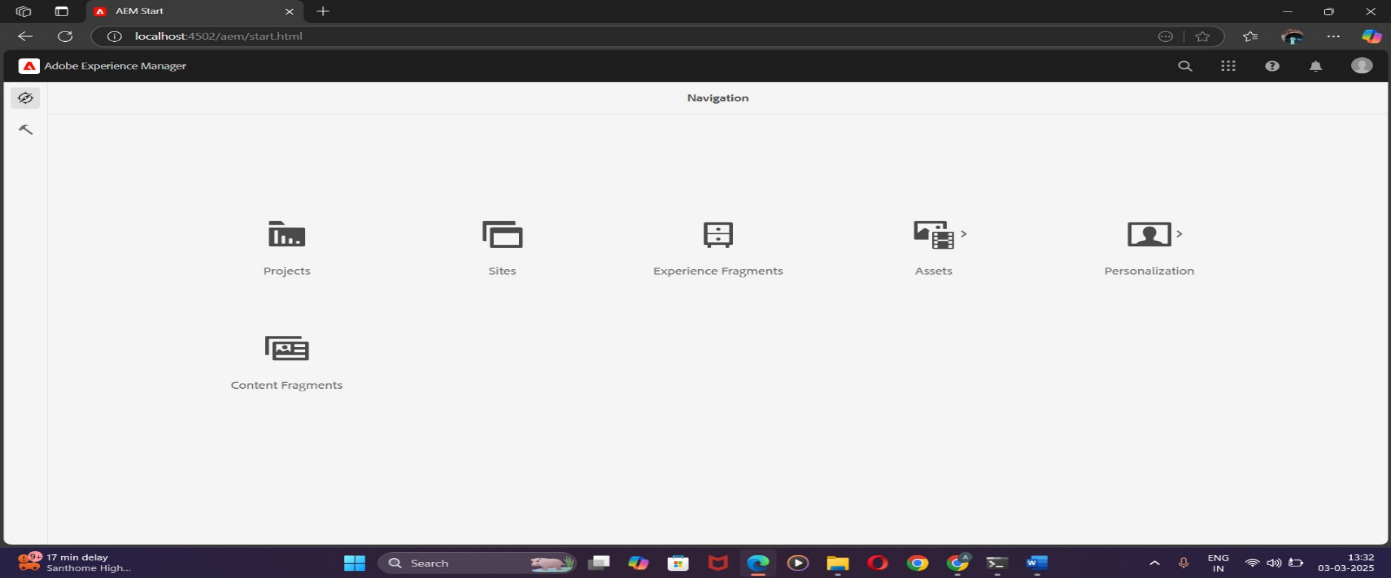 AEM Start
localhost:4502/aem/start.html
Adobe Experience Manager
Navigation
Projects
Sites
Experience Fragments
Assets
Personalization
Content Fragments
9+
17 min delay
Santhome High...
Search
ENG
IN
13:32
03-03-2025